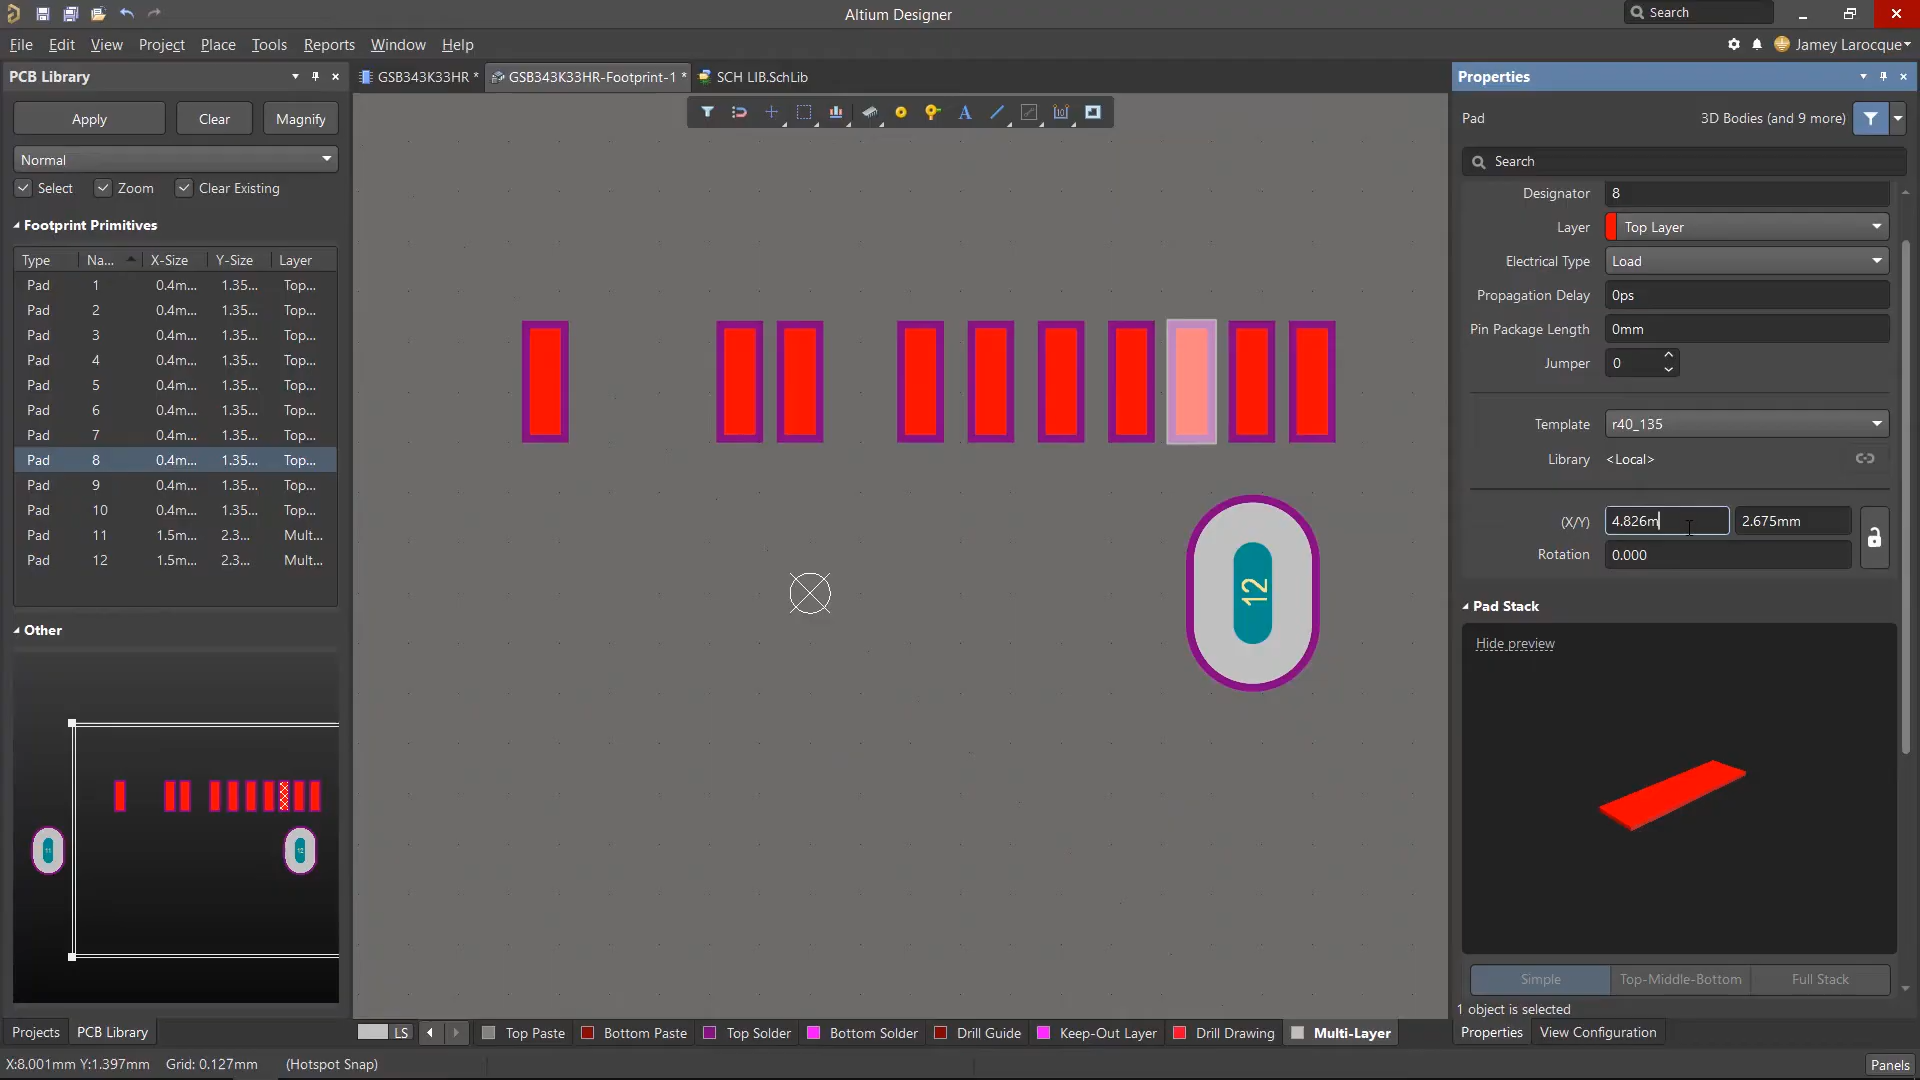 Altium Designer
Search
File Edit View Project Place Tools Reports Window Help
Jamey Larocque
PCB Library
GSB343K33HR *
GSB343K33HR-Footprint-1 *
SCH LIB.SchLib
Properties
Apply
Clear
Magnify
Pad
3D Bodies (and 9 more)
Normal
Search
Select
Zoom
Clear Existing
Designator 8
Footprint Primitives
Layer Top Layer
Type Na... X-Size Y-Size Layer
Electrical Type Load
Pad 1 0.4m... 1.35... Top...
Propagation Delay 0ps
Pad 2 0.4m... 1.35... Top...
Pin Package Length 0mm
Pad 3 0.4m... 1.35... Top...
Jumper 0
Pad 4 0.4m... 1.35... Top...
Pad 5 0.4m... 1.35... Top...
Pad 6 0.4m... 1.35... Top...
Template r40_135
Pad 7 0.4m... 1.35... Top...
Pad 8 0.4m... 1.35... Top...
Library <Local>
Pad 9 0.4m... 1.35... Top...
Pad 10 0.4m... 1.35... Top...
(X/Y) 4.826m 2.675mm
Pad 11 1.5m... Mult...
Rotation 0.000
Pad 12 1.5m... 2.3... Mult...
12
Pad Stack
Other
Hide preview
11
12
Simple
Top-Middle-Bottom
Full Stack
1 object is selected
Projects
PCB Library
LS
Top Paste
Bottom Paste
Top Solder
Bottom Solder
Drill Guide
Keep-Out Layer
Drill Drawing
Multi-Layer
Properties
View Configuration
X:8.001mm Y:1.397mm Grid: 0.127mm (Hotspot Snap)
Panels